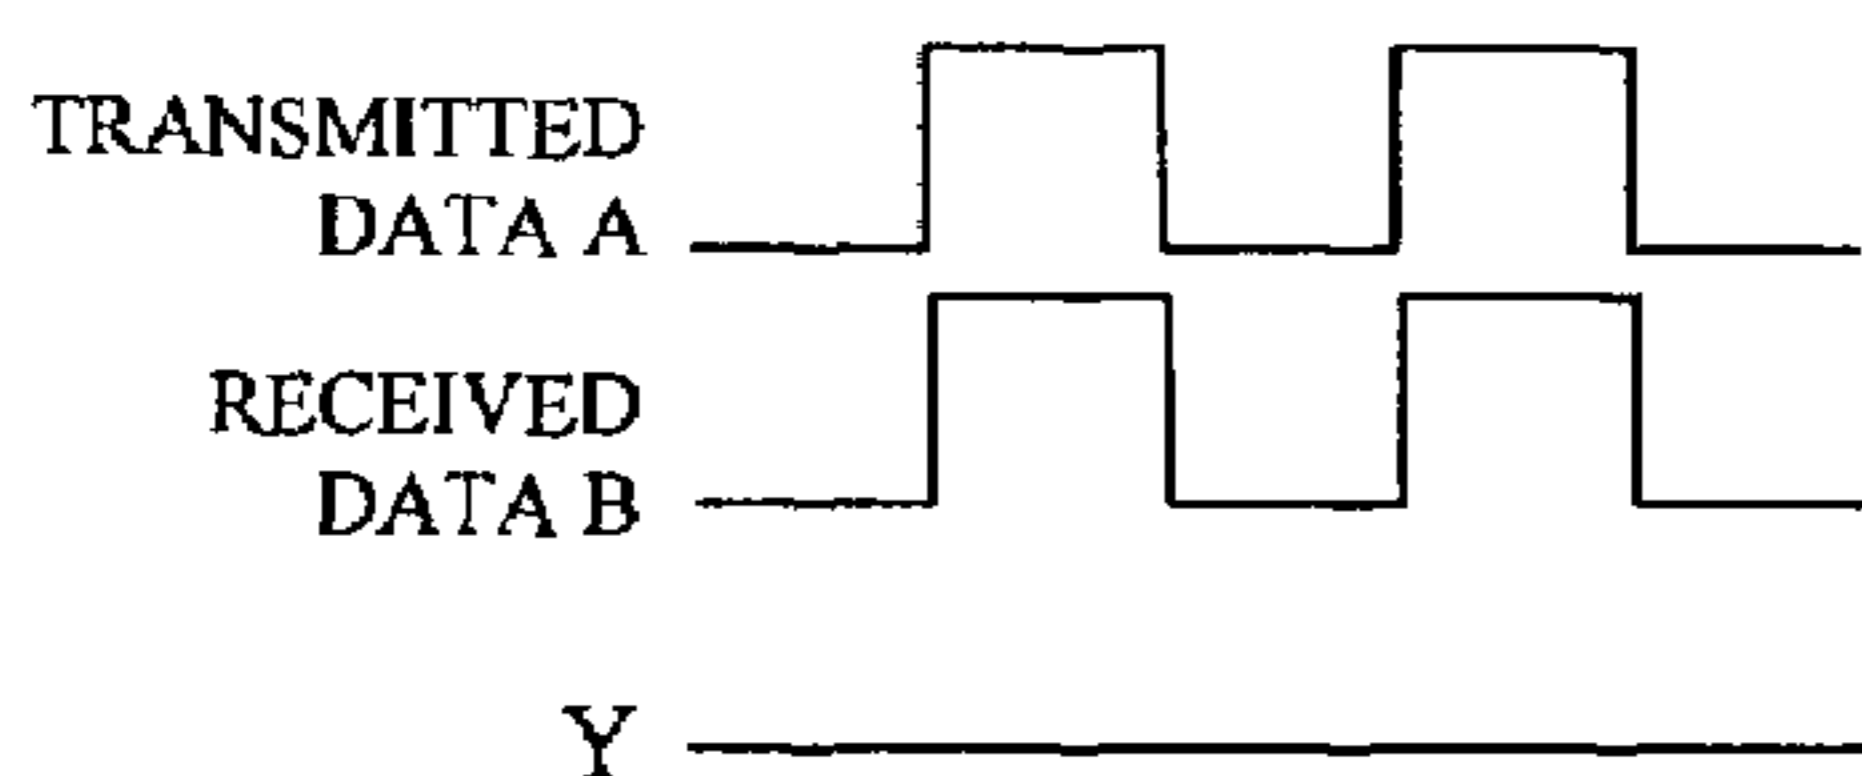 TRANSMITTED
DATA A
RECEIVED
DATA B
Y